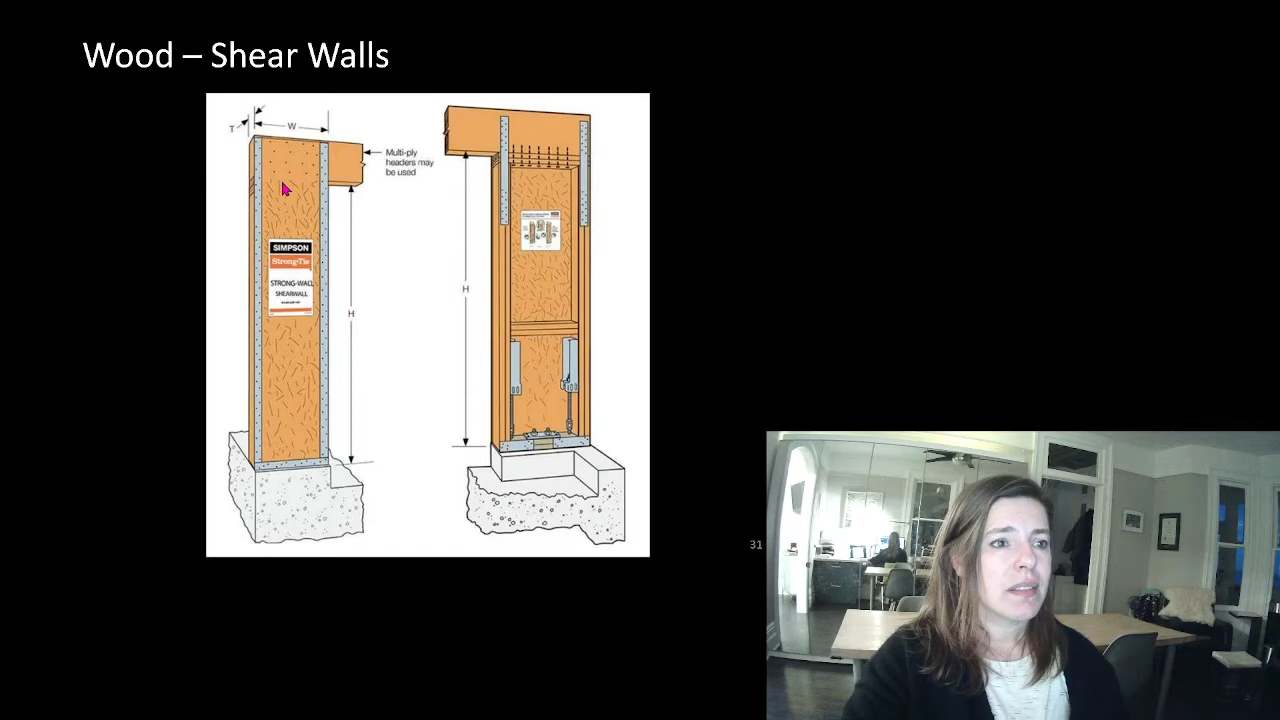 Wood – Shear Walls
T
W
Multi-ply
headers may
be used
SIMPSON
Strong-Tie
STRONG-WALL
SHEARWALL
H
H
31